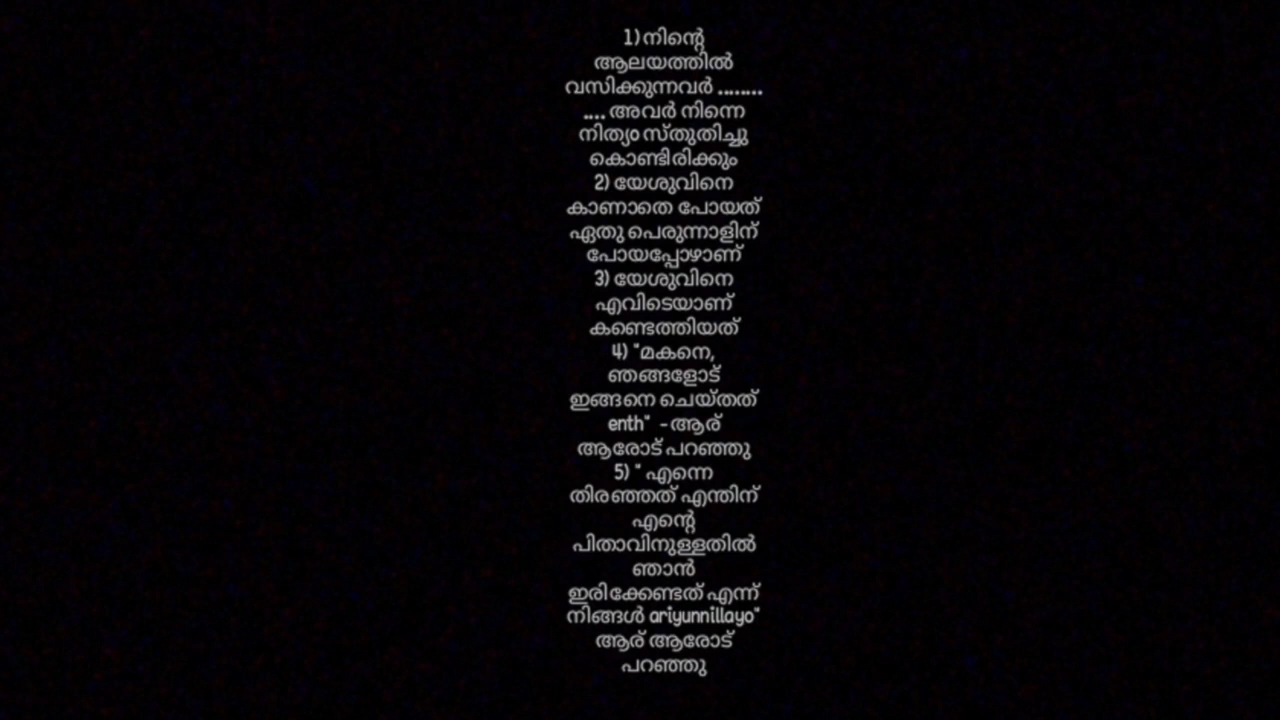 1) നിന്റെ
ആലയത്തിൽ
വസിക്കുന്നവർ ........
.... അവർ നിന്നെ
നിത്യം സ്തുതിച്ചു
കൊണ്ടിരിക്കും
2) യേശുവിനെ
കാണാതെ പോയത്
ഏതു പെരുന്നാളിന്
പോയപ്പോഴാണ്
3) യേശുവിനെ
എവിടെയാണ്
കണ്ടെത്തിയത്
4) "മകനെ,
ഞങ്ങളോട്
ഇങ്ങനെ ചെയ്തത്
enth" -ആര്
ആരോട് പറഞ്ഞു
5) " എന്നെ
തിരഞ്ഞത് എന്തിന്
എന്റെ
പിതാവിനുള്ളതിൽ
ഞാൻ
ഇരിക്കേണ്ടത് എന്ന്
നിങ്ങൾ ariyunnillayo"
ആര് ആരോട്
പറഞ്ഞു